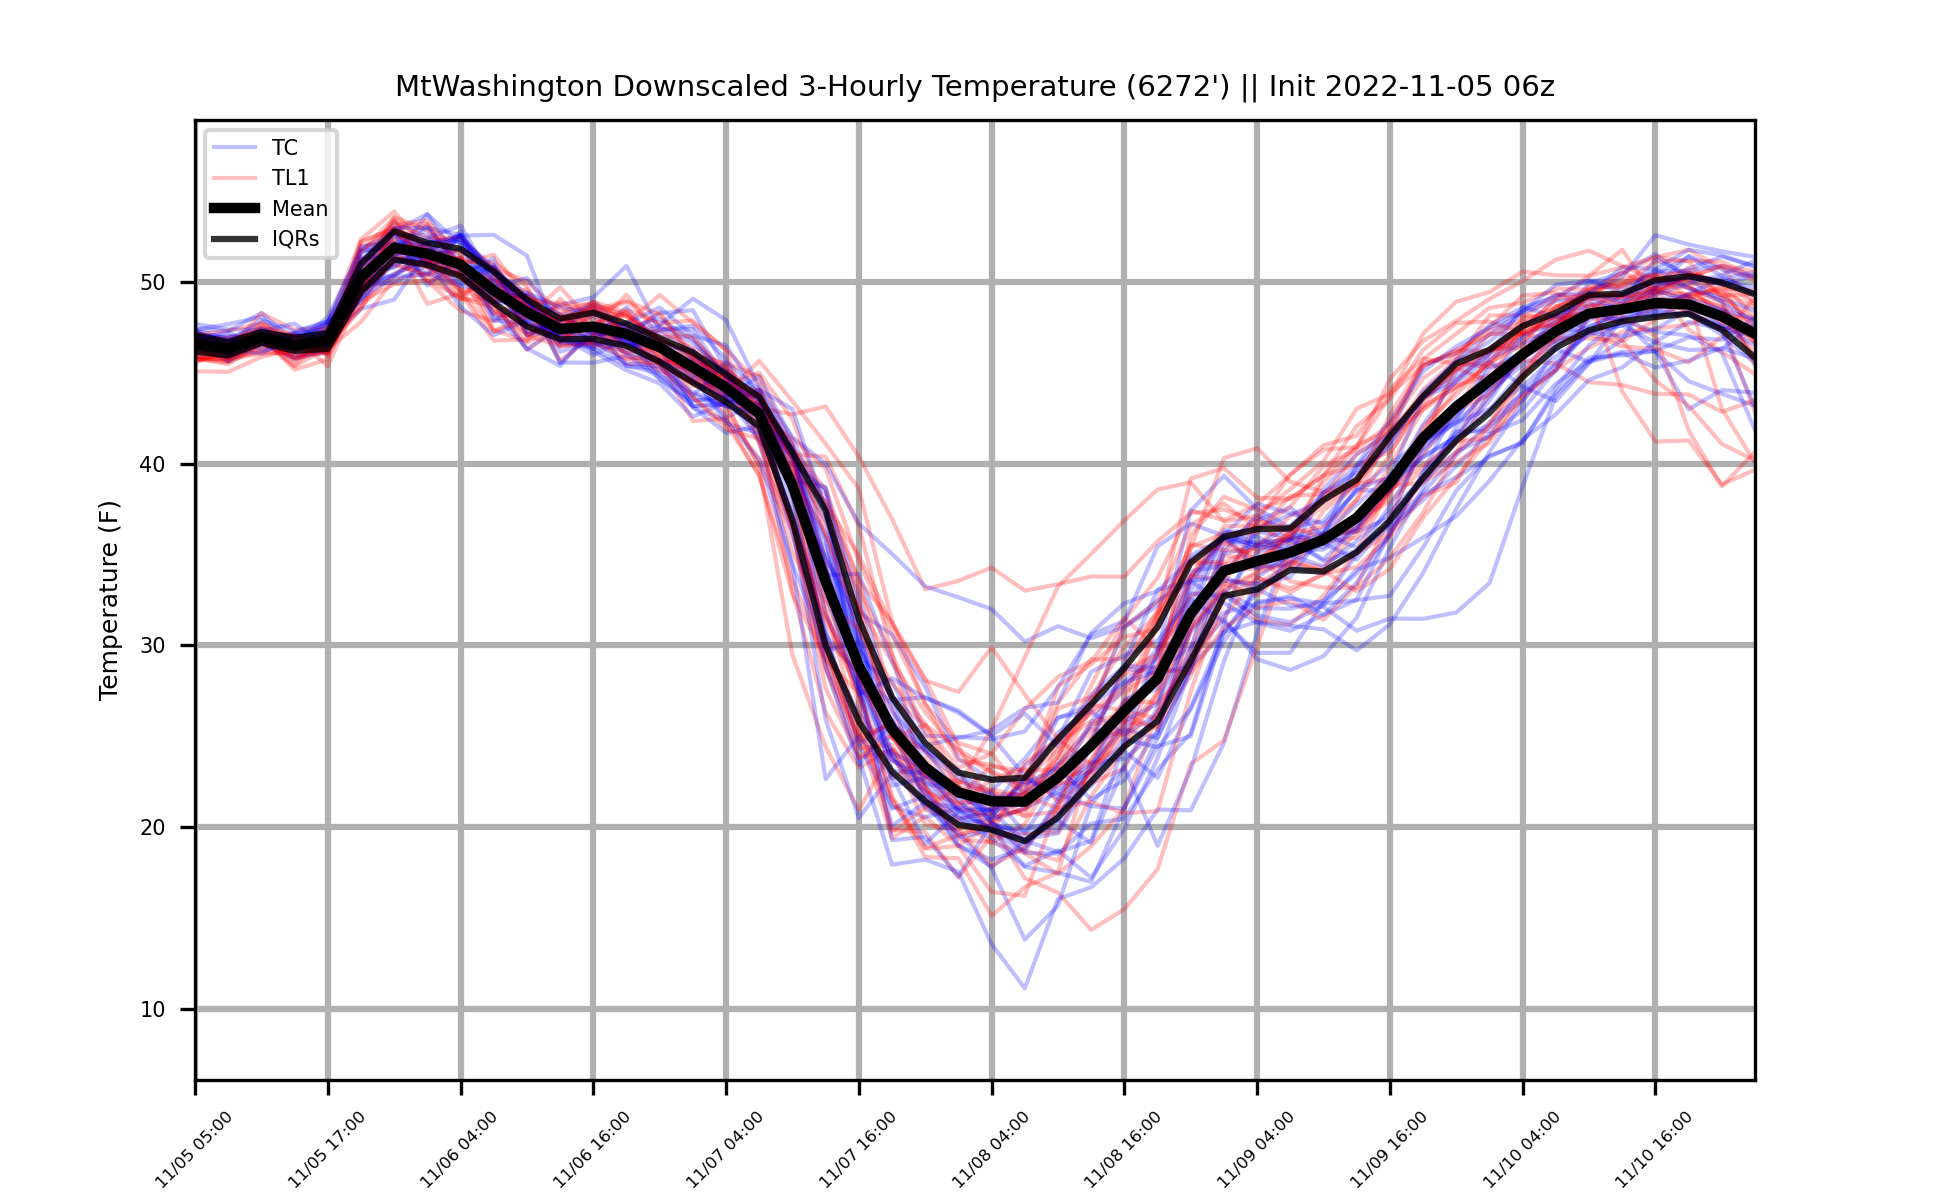 MtWashington Downscaled 3-Hourly Temperature (6272') || Init 2022-11-05 06z
TC
TL1
Mean
IQRs
Temperature (F)
50
40
30
20
10
11/05 05:00
11/05 17:00
11/06 04:00
11/06 16:00
11/07 04:00
11/07 16:00
11/08 04:00
11/08 16:00
11/09 04:00
11/09 16:00
11/10 04:00
11/10 16:00